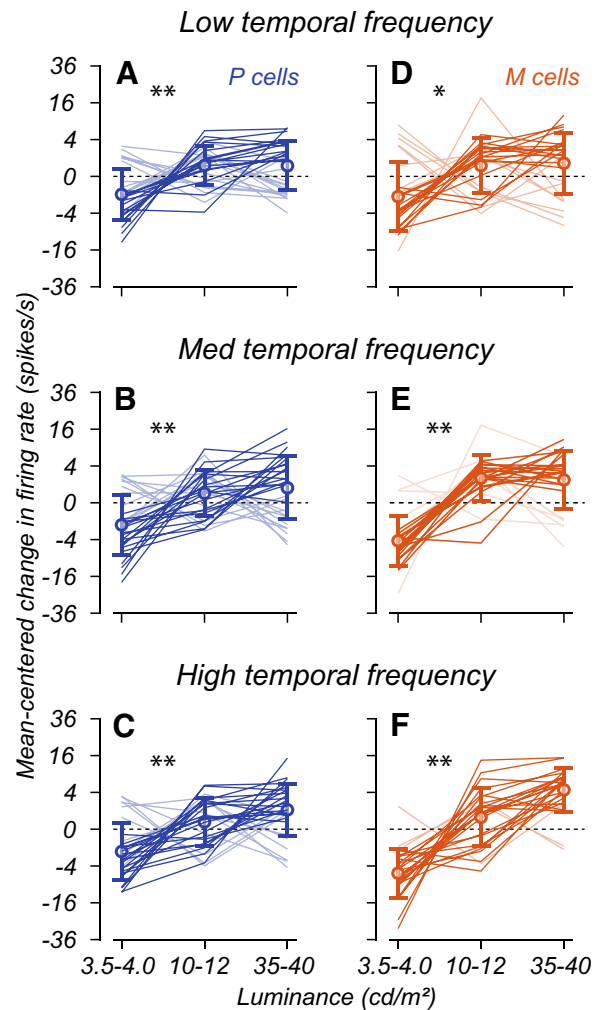 Low temporal frequency
A
**
P cells
D
*
M cells
36
16
4
0
-4
-16
-36
Med temporal frequency
B
**
E
**
36
16
4
0
-4
-16
-36
High temporal frequency
C
**
F
**
36
16
4
0
-4
-16
-36
Mean-centered change in firing rate (spikes/s)
3.5-4.0 10-12 35-40 3.5-4.0 10-12 35-40
Luminance (cd/m²)